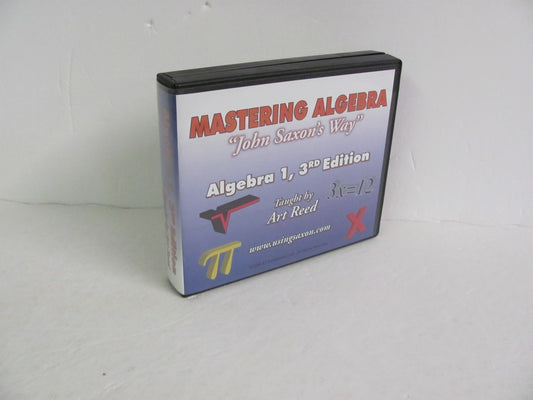 MASTERING ALGEBRA
"John Saxon's Way"
Algebra 1, 3RD Edition
Taught by
Art Reed
3x=12
X
π
www.usingsaxon.com